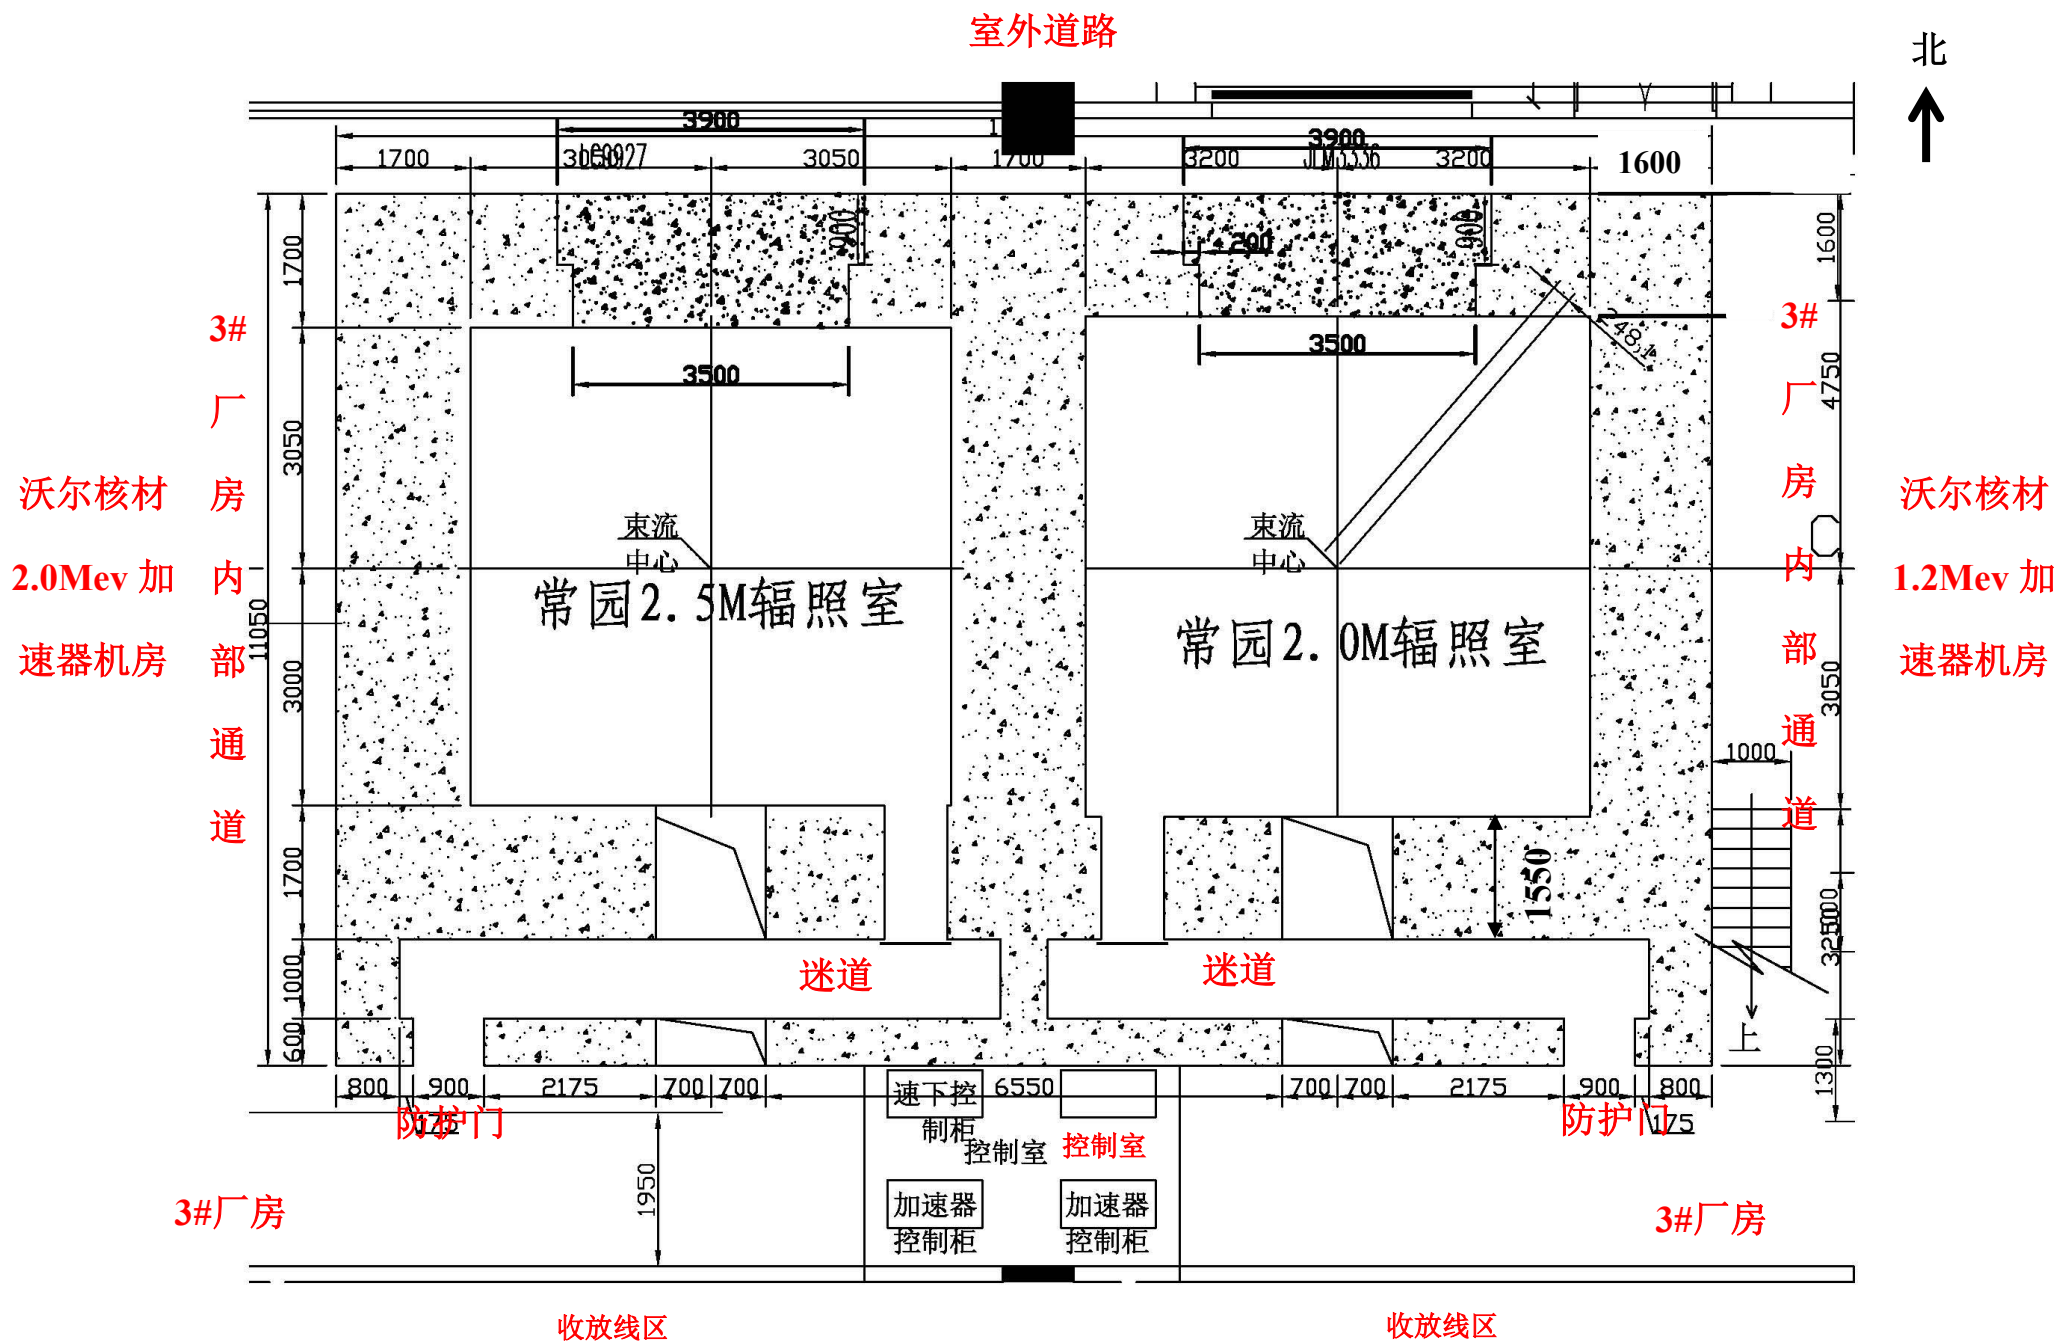 室外道路
北
3900
3900
1700
3050
3050
1700
3200
3200
1600
900
900
200
1700
1600
3#
3#
248,1
3500
3500
4750
厂
厂
3050
沃尔核材
房
房
沃尔核材
束流
中心
束流
中心
2.0Mev 加
内
内
1.2Mev 加
常园2.5M辐照室
常园2.0M辐照室
11050
速器机房
部
部
速器机房
3000
3050
通
通
1000
道
道
1700
1550
迷道
迷道
1000
600
上
1300
800
900
2175
700
700
6550
700
700
2175
900
800
防护门
175
防护门
175
速下控
制柜
控制室
控制室
1950
3#厂房
加速器
控制柜
加速器
控制柜
3#厂房
收放线区
收放线区